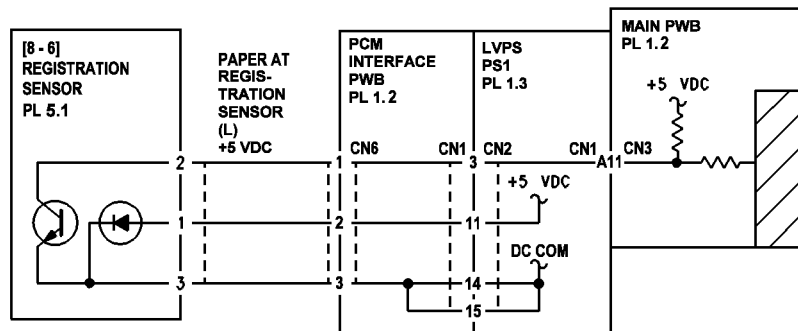 [8 - 6]
REGISTRATION
SENSOR
PL 5.1
PAPER AT
REGIS-
TRATION
SENSOR
(L)
+5 VDC
PCM
INTERFACE
PWB
PL 1.2
LVPS
PS1
PL 1.3
MAIN PWB
PL 1.2
+5 VDC
2
1
CN6
CN1
3
CN2
CN1
A11
CN3
+5 VDC
1
2
11
DC COM
3
3
14
15